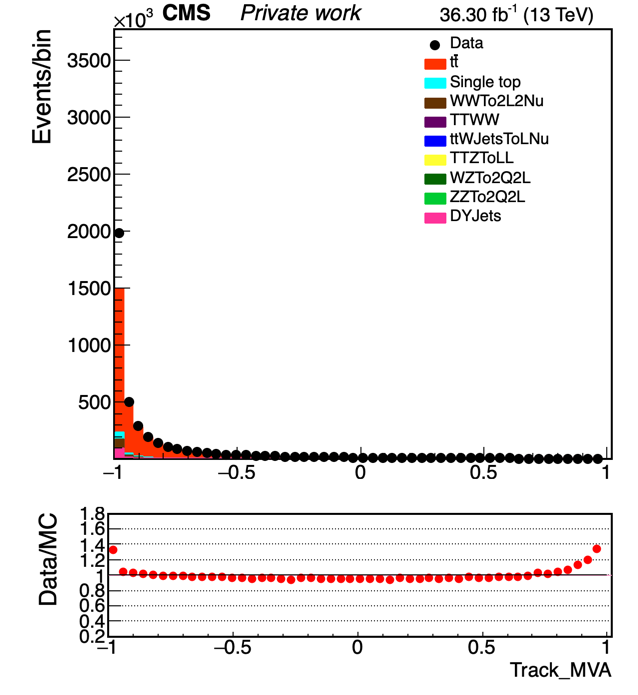 ×10³ CMS Private work 36.30 fb⁻¹ (13 TeV)
Events/bin
3500
3000
2500
2000
1500
1000
500
Data
tt̄
Single top
WWTo2L2Nu
TTWW
ttWJetsToLNu
TTZToLL
WZTo2Q2L
ZZTo2Q2L
DYJets
−1 −0.5 0 0.5 1
Data/MC
1.8
1.6
1.4
1.2
1
0.8
0.6
0.4
0.2
−1 −0.5 0 0.5 1
Track_MVA